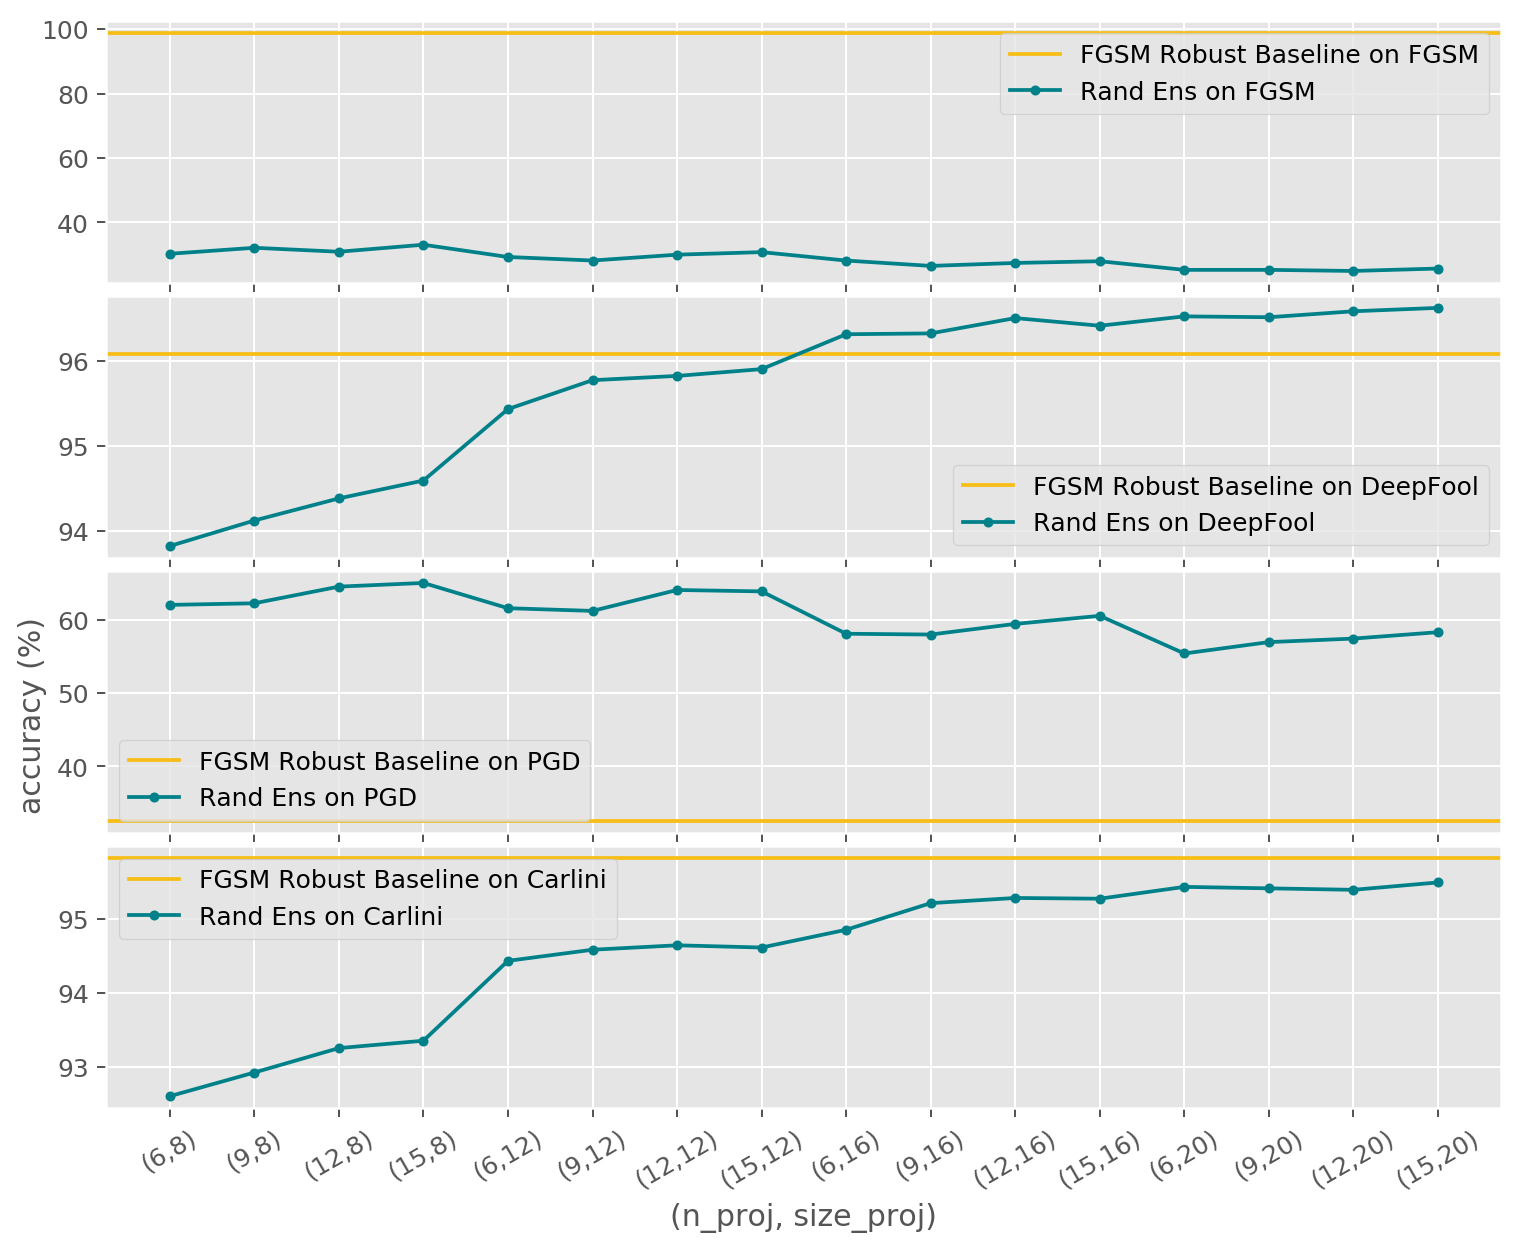 100
80
60
40
FGSM Robust Baseline on FGSM
Rand Ens on FGSM
96
95
94
FGSM Robust Baseline on DeepFool
Rand Ens on DeepFool
60
50
40
FGSM Robust Baseline on PGD
Rand Ens on PGD
accuracy (%)
95
94
93
FGSM Robust Baseline on Carlini
Rand Ens on Carlini
(6,8) (9,8) (12,8) (15,8) (6,12) (9,12) (12,12) (15,12) (6,16) (9,16) (12,16) (15,16) (6,20) (9,20) (12,20) (15,20)
(n_proj, size_proj)